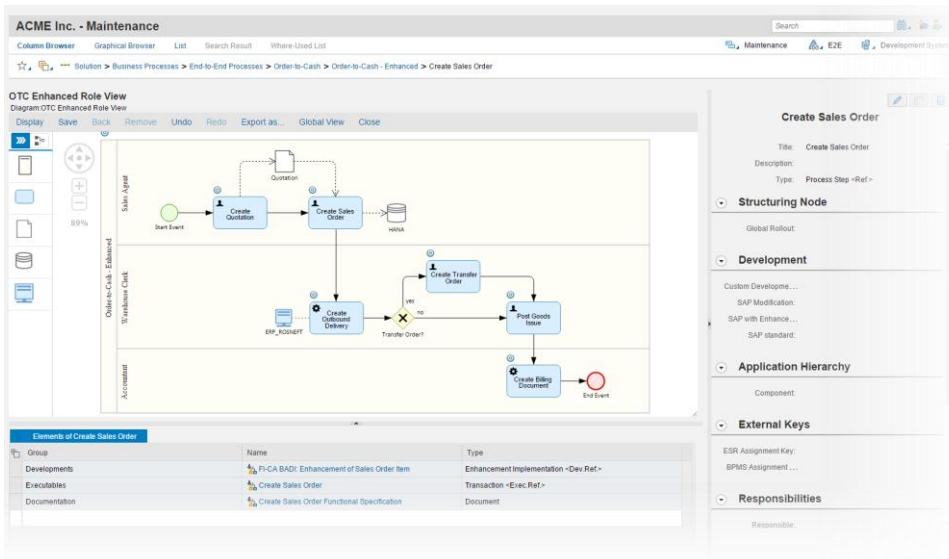 ACME Inc. - Maintenance
Search
Column Browser Graphical Browser List Search Result Where-Used List
Maintenance E2E Development System
Solution > Business Processes > End-to-End Processes > Order-to-Cash > Order-to-Cash - Enhanced > Create Sales Order
OTC Enhanced Role View
Diagram:OTC Enhanced Role View
Display Save Back Remove Undo Redo Export as... Global View Close
89%
Order-to-Cash - Enhanced
Sales Agent
Start Event
Create
Quotation
Quotation
Create Sales
Order
HANA
Warehouse Clerk
ERP_ROSNEFT
Create
Outbound
Delivery
Transfer Order?
yes
no
Create Transfer
Order
Post Goods
Issue
Accountant
Create Billing
Document
End Event
Elements of Create Sales Order
Group Name Type
Developments FI-CA BADI: Enhancement of Sales Order Item Enhancement Implementation <Dev.Ref.>
Executables Create Sales Order Transaction <Exec.Ref.>
Documentation Create Sales Order Functional Specification Document
Create Sales Order
Title: Create Sales Order
Description:
Type: Process Step <Ref.>
Structuring Node
Global Rollout:
Development
Custom Developme...
SAP Modification:
SAP with Enhance...
SAP standard:
Application Hierarchy
Component:
External Keys
ESR Assignment Key:
BPMS Assignment ...
Responsibilities
Responsible: